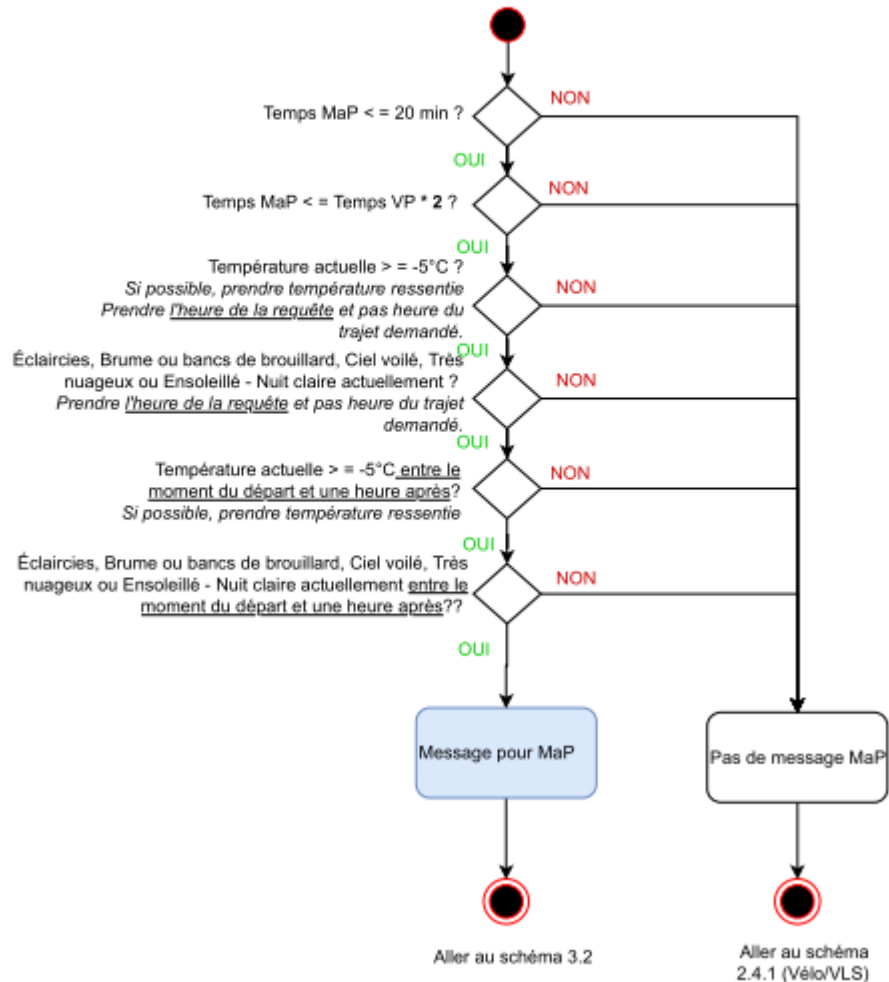 Temps MaP < = 20 min ?
NON
OUI
Temps MaP < = Temps VP * 2 ?
NON
OUI
Température actuelle > = -5°C ?
Si possible, prendre température ressentie
Prendre l'heure de la requête et pas heure du
trajet demandé.
NON
OUI
Éclaircies, Brume ou bancs de brouillard, Ciel voilé, Très
nuageux ou Ensoleillé - Nuit claire actuellement ?
Prendre l'heure de la requête et pas heure du trajet
demandé.
NON
OUI
Température actuelle > = -5°C entre le
moment du départ et une heure après?
Si possible, prendre température ressentie
NON
OUI
Éclaircies, Brume ou bancs de brouillard, Ciel voilé, Très
nuageux ou Ensoleillé - Nuit claire actuellement entre le
moment du départ et une heure après??
NON
OUI
Message pour MaP
Pas de message MaP
Aller au schéma 3.2
Aller au schéma
2.4.1 (Vélo/VLS)